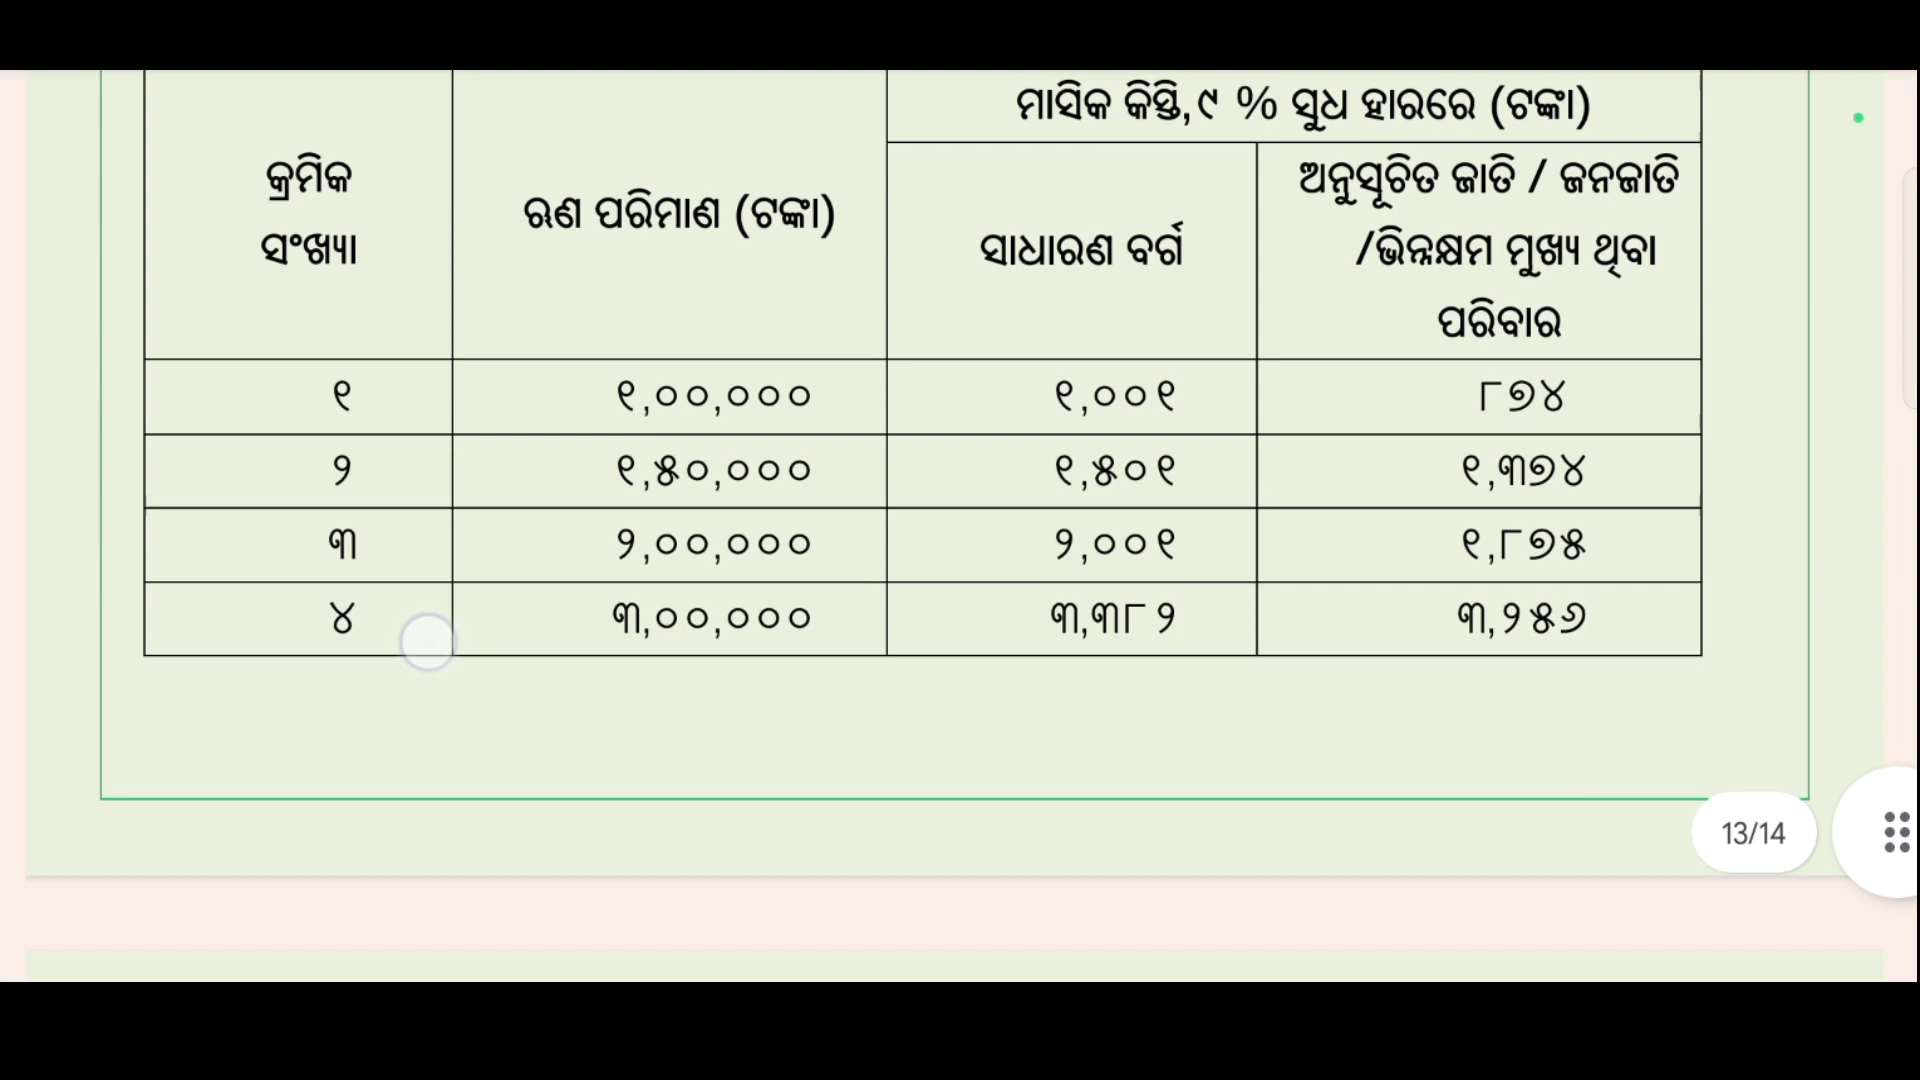 ମାସିକ କିସ୍ତି,୯ % ସୁଧ ହାରରେ (ଟଙ୍କା)
କ୍ରମିକ
ସଂଖ୍ୟା
ଋଣ ପରିମାଣ (ଟଙ୍କା)
ସାଧାରଣ ବର୍ଗ
ଅନୁସୂଚିତ ଜାତି / ଜନଜାତି
/ଭିନ୍ନକ୍ଷମ ମୁଖ୍ୟ ଥିବା
ପରିବାର
୧ ୧,୦୦,୦୦୦ ୧,୦୦୧ ୮୭୪
୨ ୧,୫୦,୦୦୦ ୧,୫୦୧ ୧,୩୭୪
୩ ୨,୦୦,୦୦୦ ୨,୦୦୧ ୧,୮୭୫
୪ ୩,୦୦,୦୦୦ ୩,୩୮୨ ୩,୨୫୬
13/14